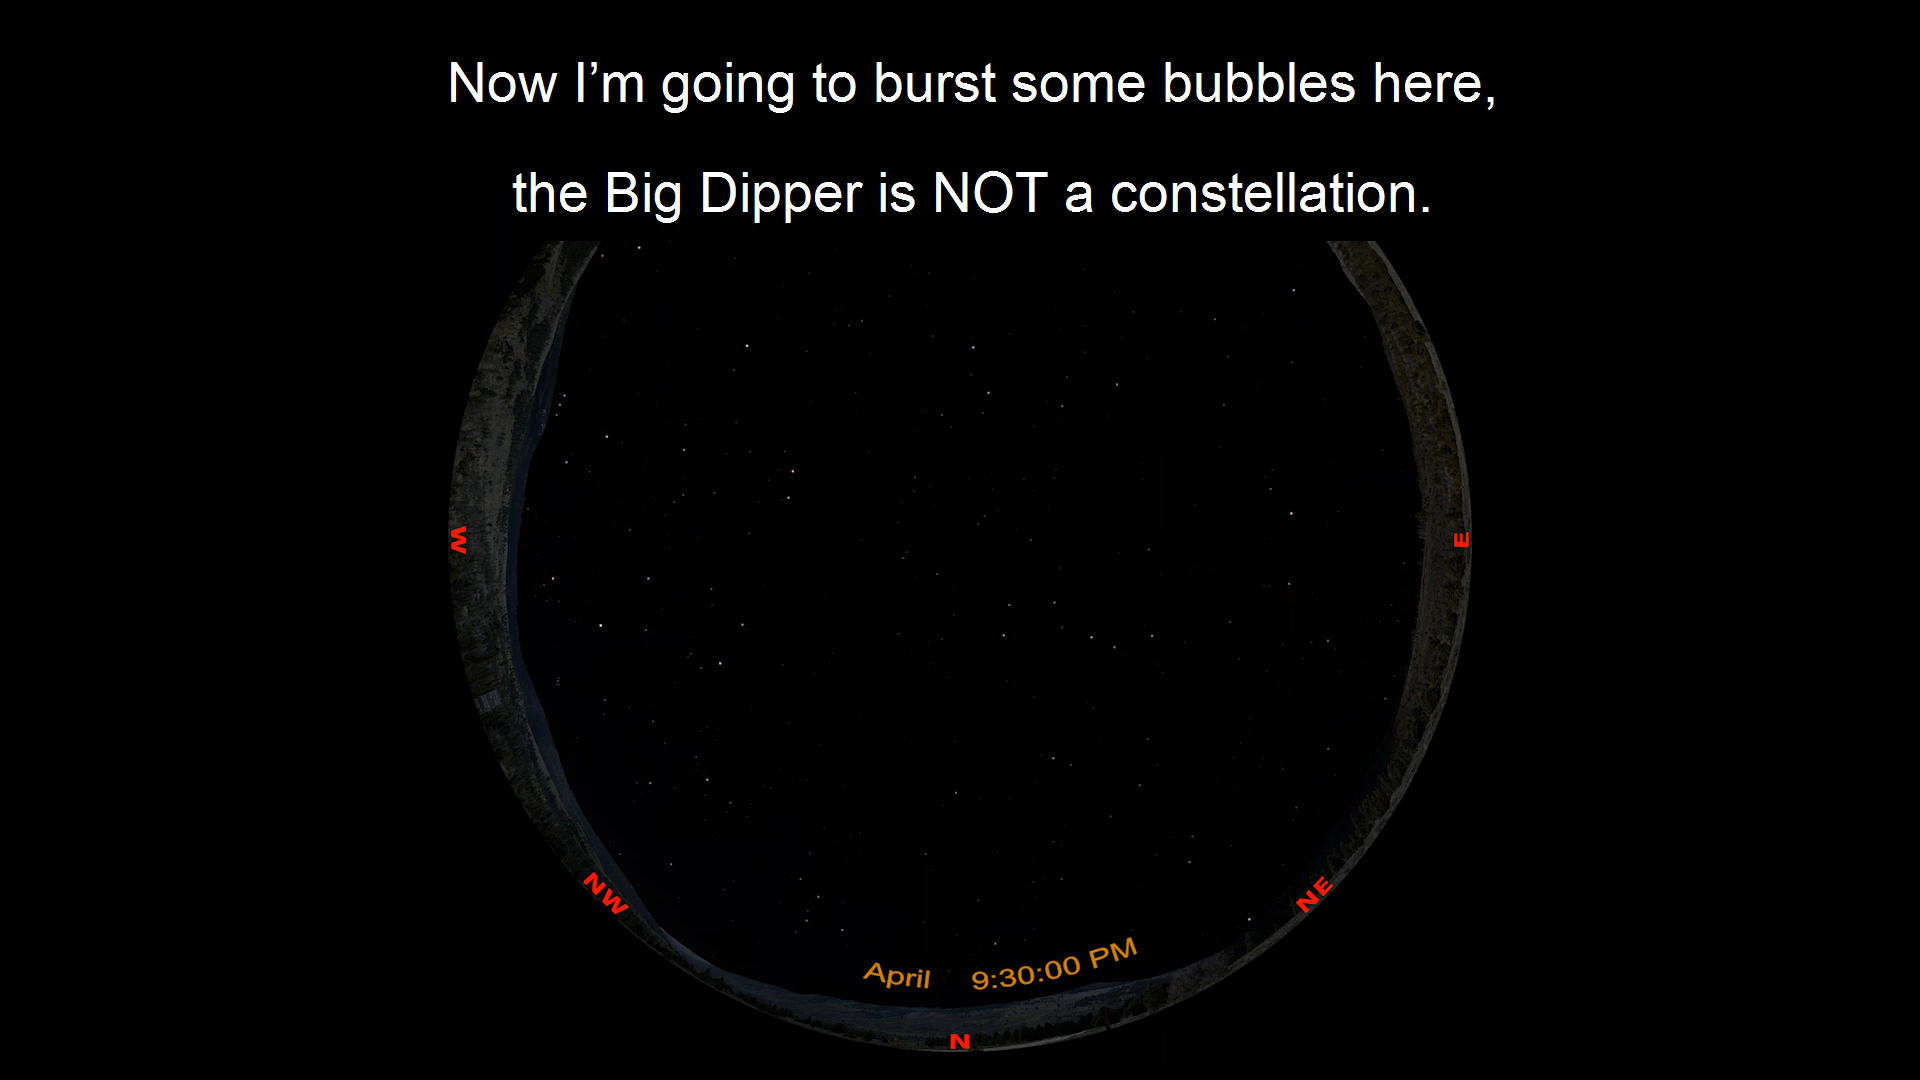 Now I’m going to burst some bubbles here,
the Big Dipper is NOT a constellation.
W
E
NW
NE
April 9:30:00 PM
N